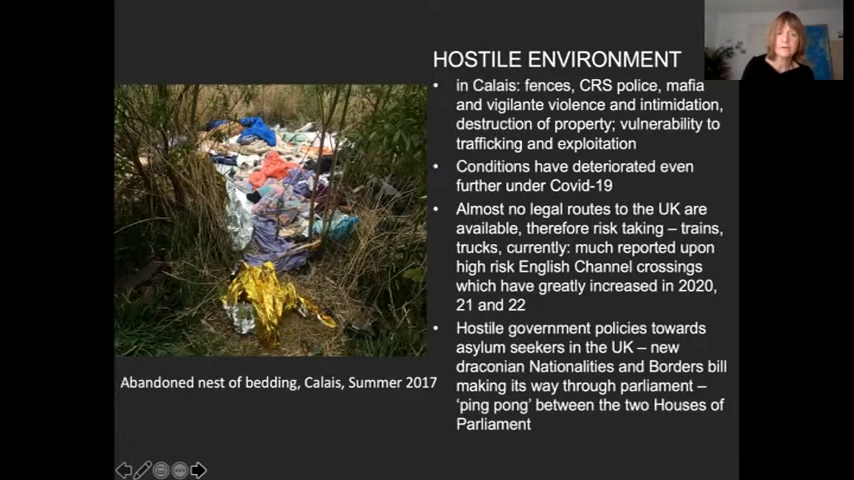 HOSTILE ENVIRONMENT
• in Calais: fences, CRS police, mafia
and vigilante violence and intimidation,
destruction of property; vulnerability to
trafficking and exploitation
• Conditions have deteriorated even
further under Covid-19
• Almost no legal routes to the UK are
available, therefore risk taking – trains,
trucks, currently: much reported upon
high risk English Channel crossings
which have greatly increased in 2020,
21 and 22
• Hostile government policies towards
asylum seekers in the UK – new
draconian Nationalities and Borders bill
making its way through parliament –
‘ping pong’ between the two Houses of
Parliament
Abandoned nest of bedding, Calais, Summer 2017